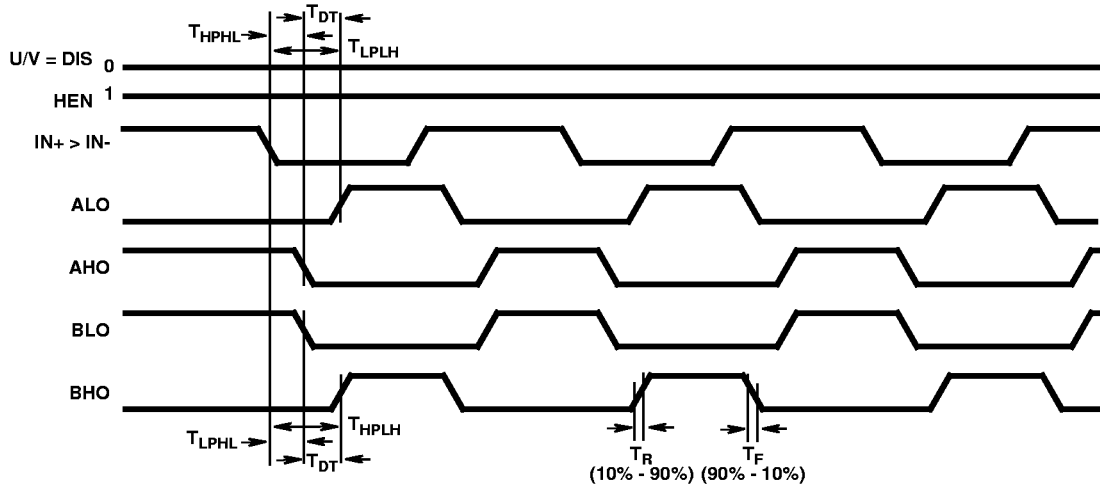 TDT
THPHL
TLPLH
U/V = DIS 0
HEN 1
IN+ > IN-
ALO
AHO
BLO
BHO
THPLH
TLPHL
TDT
TR TF
(10% - 90%) (90% - 10%)